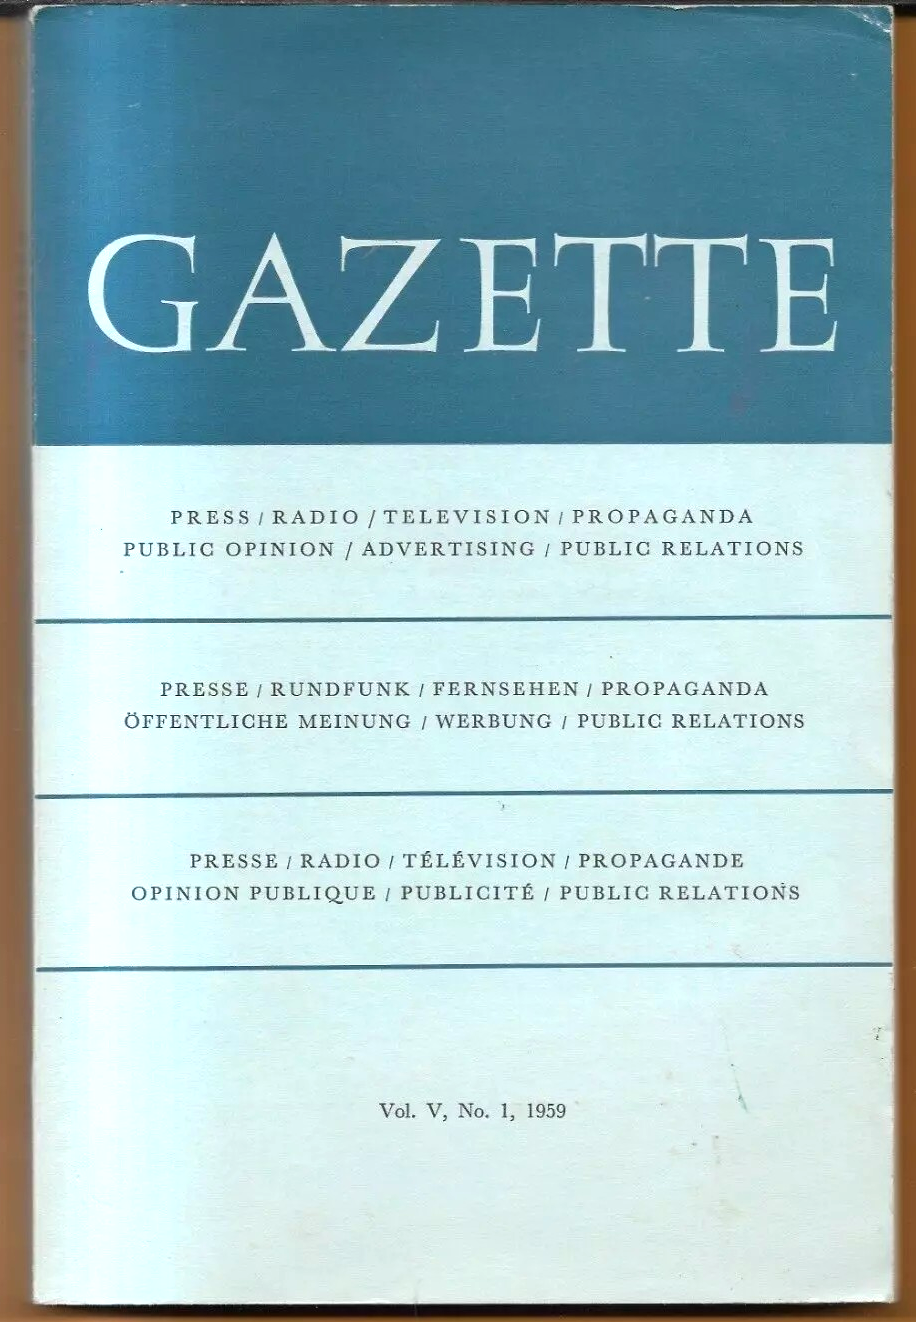 GAZETTE
PRESS / RADIO / TELEVISION / PROPAGANDA
PUBLIC OPINION / ADVERTISING / PUBLIC RELATIONS
PRESSE / RUNDFUNK / FERNSEHEN / PROPAGANDA
ÖFFENTLICHE MEINUNG / WERBUNG / PUBLIC RELATIONS
PRESSE / RADIO / TÉLÉVISION / PROPAGANDE
OPINION PUBLIQUE / PUBLICITÉ / PUBLIC RELATIONS
Vol. V, No. 1, 1959